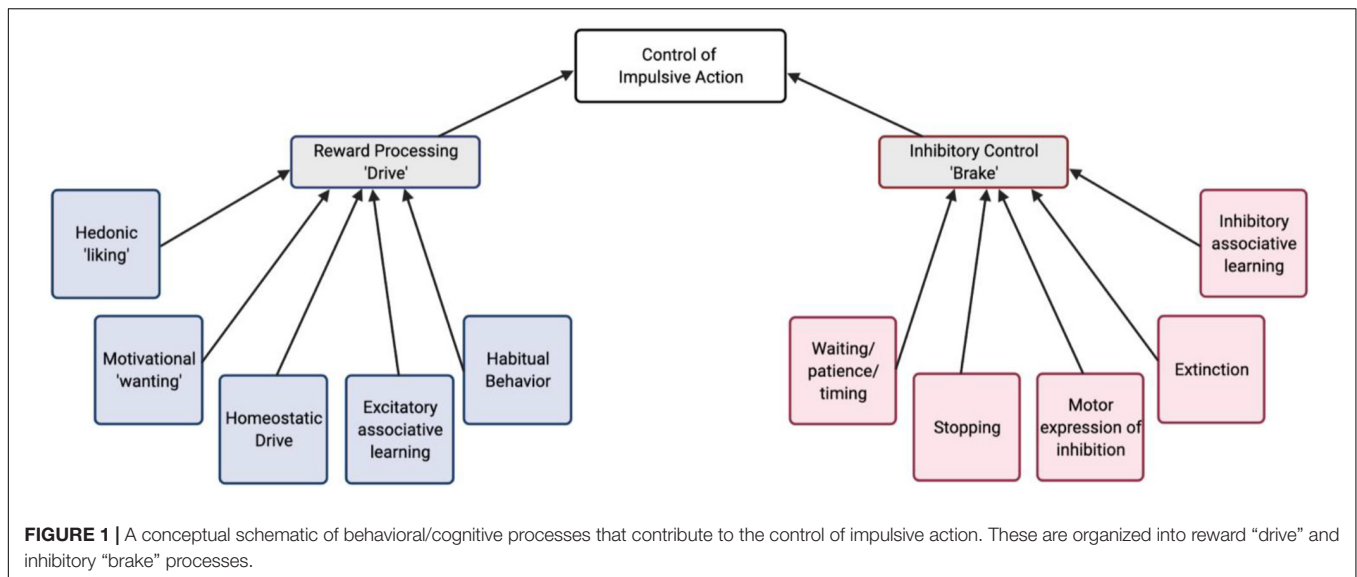 Control of
Impulsive Action
Reward Processing
'Drive'
Inhibitory Control
'Brake'
Hedonic
'liking'
Motivational
'wanting'
Homeostatic
Drive
Excitatory
associative
learning
Habitual
Behavior
Waiting/
patience/
timing
Stopping
Motor
expression of
inhibition
Extinction
Inhibitory
associative
learning
FIGURE 1 | A conceptual schematic of behavioral/cognitive processes that contribute to the control of impulsive action. These are organized into reward “drive” and
inhibitory “brake” processes.